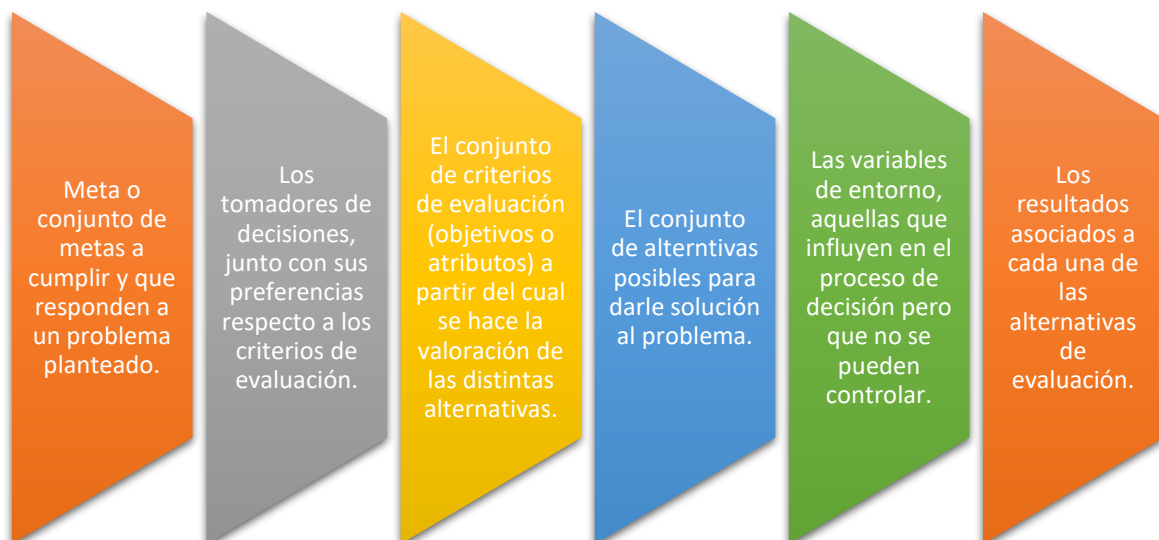 Meta o
conjunto de
metas a
cumplir y que
responden a
un problema
planteado.
Los
tomadores de
decisiones,
junto con sus
preferencias
respecto a los
criterios de
evaluación.
El conjunto
de criterios
de evaluación
(objetivos o
atributos) a
partir del cual
se hace la
valoración de
las distintas
alternativas.
El conjunto
de alterntivas
posibles para
darle solución
al problema.
Las variables
de entorno,
aquellas que
influyen en el
proceso de
decisión pero
que no se
pueden
controlar.
Los
resultados
asociados a
cada una de
las
alternativas
de
evaluación.